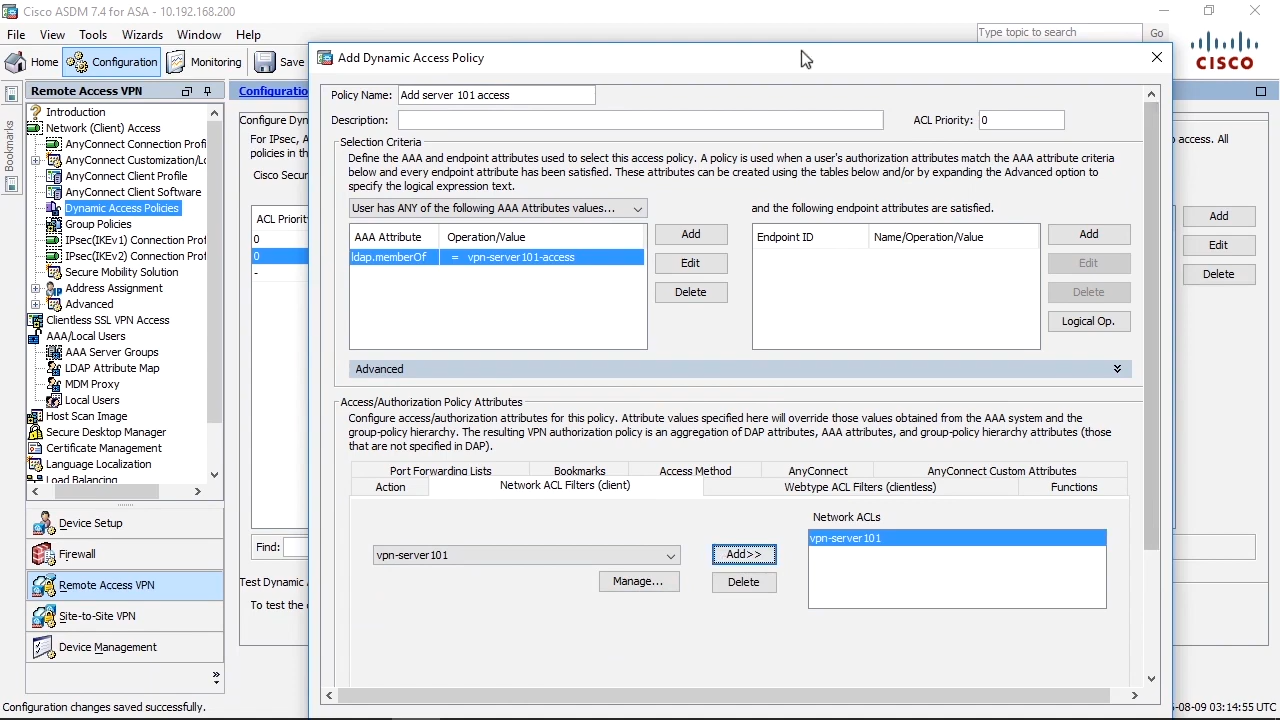 Cisco ASDM 7.4 for ASA - 10.192.168.200
File View Tools Wizards Window Help
Type topic to search Go
CISCO
Home Configuration Monitoring Save
Add Dynamic Access Policy
Bookmarks
Remote Access VPN
Introduction
Network (Client) Access
AnyConnect Connection Profi
AnyConnect Customization/Lo
AnyConnect Client Profile
AnyConnect Client Software
Dynamic Access Policies
Group Policies
IPsec(IKEv1) Connection Prof
IPsec(IKEv2) Connection Prof
Secure Mobility Solution
Address Assignment
Advanced
Clientless SSL VPN Access
AAA/Local Users
AAA Server Groups
LDAP Attribute Map
MDM Proxy
Local Users
Host Scan Image
Secure Desktop Manager
Certificate Management
Language Localization
Load Balancing
Device Setup
Firewall
Remote Access VPN
Site-to-Site VPN
Device Management
Configuratio
Configure Dyn
For IPsec, A
policies in th
Cisco Secur
ACL Priority
0
0
-
Find:
Test Dynamic
To test the
access. All
Add
Edit
Delete
Policy Name: Add server 101 access
Description: ACL Priority: 0
Selection Criteria
Define the AAA and endpoint attributes used to select this access policy. A policy is used when a user's authorization attributes match the AAA attribute criteria
below and every endpoint attribute has been satisfied. These attributes can be created using the tables below and/or by expanding the Advanced option to
specify the logical expression text.
User has ANY of the following AAA Attributes values... and the following endpoint attributes are satisfied.
AAA Attribute Operation/Value Add Endpoint ID Name/Operation/Value Add
ldap.memberOf = vpn-server101-access Edit Edit
Delete Delete
Logical Op.
Advanced
Access/Authorization Policy Attributes
Configure access/authorization attributes for this policy. Attribute values specified here will override those values obtained from the AAA system and the
group-policy hierarchy. The resulting VPN authorization policy is an aggregation of DAP attributes, AAA attributes, and group-policy hierarchy attributes (those
that are not specified in DAP).
Port Forwarding Lists Bookmarks Access Method AnyConnect AnyConnect Custom Attributes
Action Network ACL Filters (client) Webtype ACL Filters (clientless) Functions
Network ACLs
vpn-server101 Add>> vpn-server101
Manage... Delete
Configuration changes saved successfully. -08-09 03:14:55 UTC